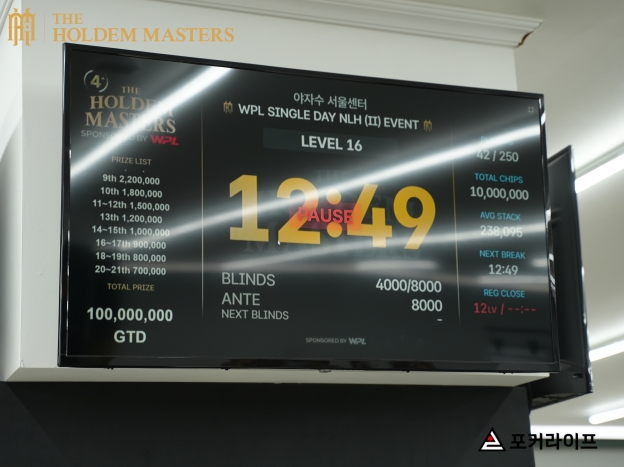 THE
HOLDEM MASTERS
4
THE
HOLDEM
MASTERS
SPONSORED BY WPL
PRIZE LIST
9th 2,200,000
10th 1,800,000
11~12th 1,500,000
13th 1,200,000
14~15th 1,000,000
16~17th 900,000
18~19th 800,000
20~21th 700,000
TOTAL PRIZE
100,000,000
GTD
야자수 서울센터
WPL SINGLE DAY NLH (II) EVENT
LEVEL 16
12:49
PAUSE
BLINDS 4000/8000
ANTE 8000
NEXT BLINDS -
SPONSORED BY WPL
42 / 250
TOTAL CHIPS
10,000,000
AVG STACK
238,095
NEXT BREAK
12:49
REG CLOSE
12LV / --:--
포커라이프